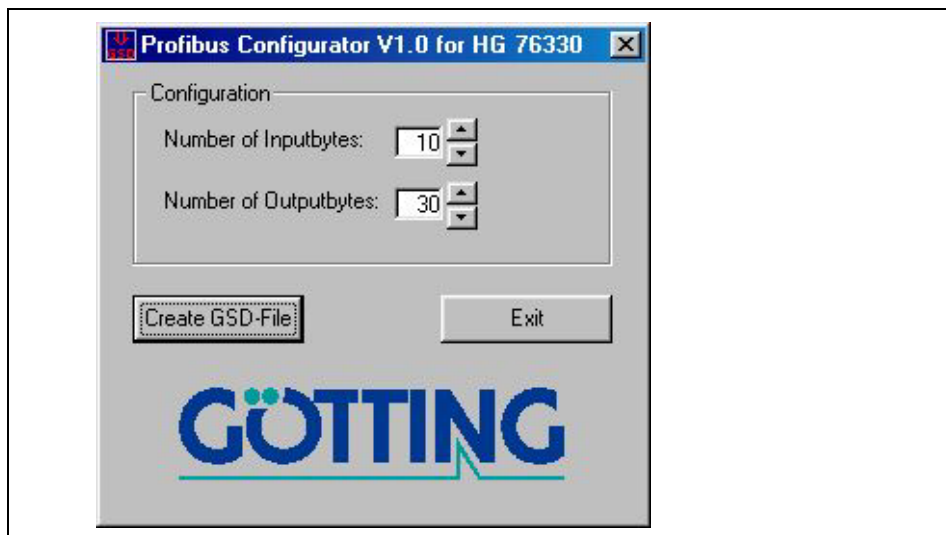 GSD
Profibus Configurator V1.0 for HG 76330
Configuration
Number of Inputbytes: 10
Number of Outputbytes: 30
Create GSD-File Exit
GÖTTING